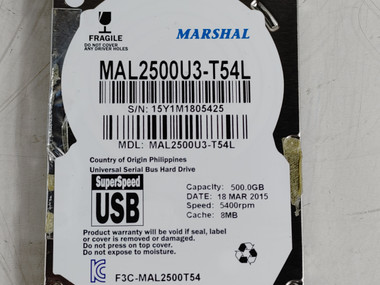 FRAGILE
DO NOT COVER
ANY DRIVER HOLES
MARSHAL
MAL2500U3-T54L
S/N: 15Y1M1805425
MDL: MAL2500U3-T54L
Country of Origin Philippines
Universal Serial Bus Hard Drive
SuperSpeed
USB
Capacity: 500.0GB
DATE: 18 MAR 2015
Speed: 5400rpm
Cache: 8MB
Product warranty will be void if seal, label
or cover is removed or damaged.
Do not press on top cover.
Do not expose to moisture.
F3C-MAL2500T54